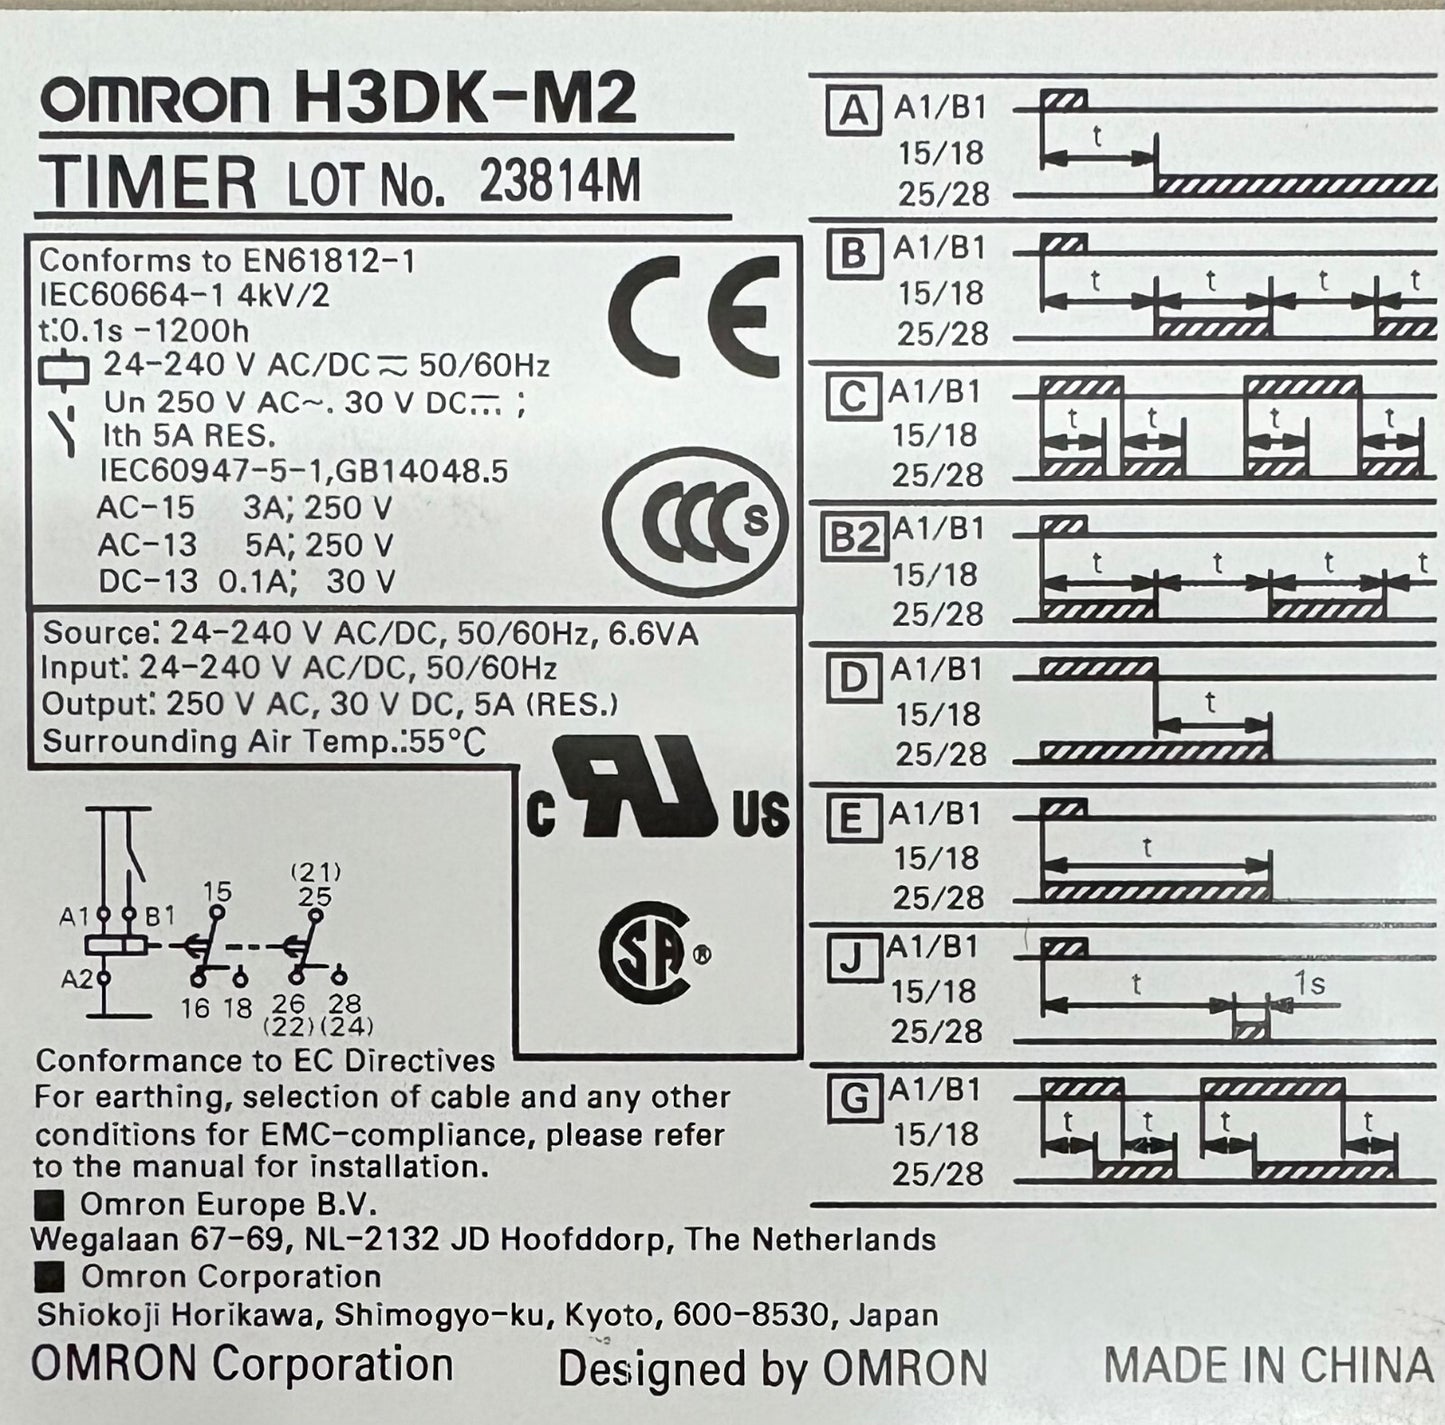 OMRON H3DK-M2
TIMER LOT No. 23814M
Conforms to EN61812-1
IEC60664-1 4kV/2
t:0.1s -1200h
24-240 V AC/DC ≂ 50/60Hz
Un 250 V AC~. 30 V DC⎓ ;
Ith 5A RES.
IEC60947-5-1,GB14048.5
AC-15 3A; 250 V
AC-13 5A; 250 V
DC-13 0.1A; 30 V
CE
CCC S
Source: 24-240 V AC/DC, 50/60Hz, 6.6VA
Input: 24-240 V AC/DC, 50/60Hz
Output: 250 V AC, 30 V DC, 5A (RES.)
Surrounding Air Temp.:55°C
C RU US
SA ®
(21)
15 25
A1 B1
A2
16 18 26 28
(22)(24)
Conformance to EC Directives
For earthing, selection of cable and any other
conditions for EMC-compliance, please refer
to the manual for installation.
■ Omron Europe B.V.
Wegalaan 67-69, NL-2132 JD Hoofddorp, The Netherlands
■ Omron Corporation
Shiokoji Horikawa, Shimogyo-ku, Kyoto, 600-8530, Japan
OMRON Corporation Designed by OMRON MADE IN CHINA
A A1/B1
t
15/18
25/28
B A1/B1
t t t t
15/18
25/28
C A1/B1
t t t t
15/18
25/28
B2 A1/B1
t t t t
15/18
25/28
D A1/B1
t
15/18
25/28
E A1/B1
t
15/18
25/28
J A1/B1
t 1s
15/18
25/28
G A1/B1
t t t t
15/18
25/28